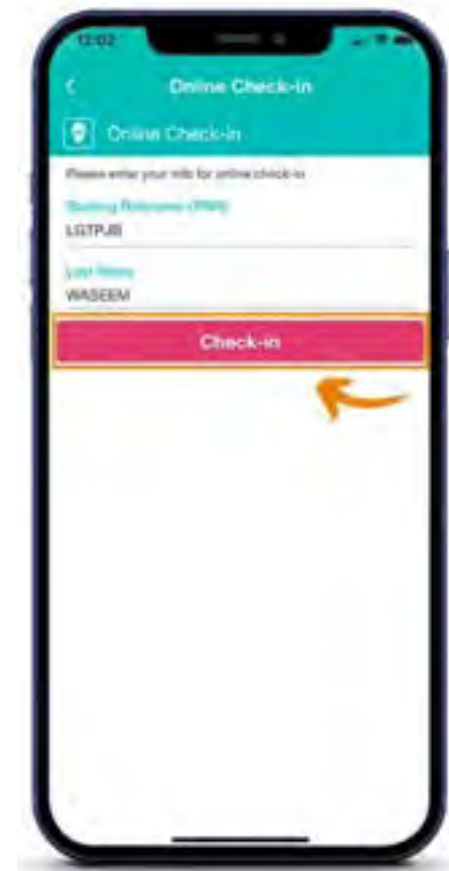 12:02
Online Check-in
Online Check-in
Please enter your info for online check-in
Booking Reference (PNR)
LGTPJB
Last Name
WASEEM
Check-in